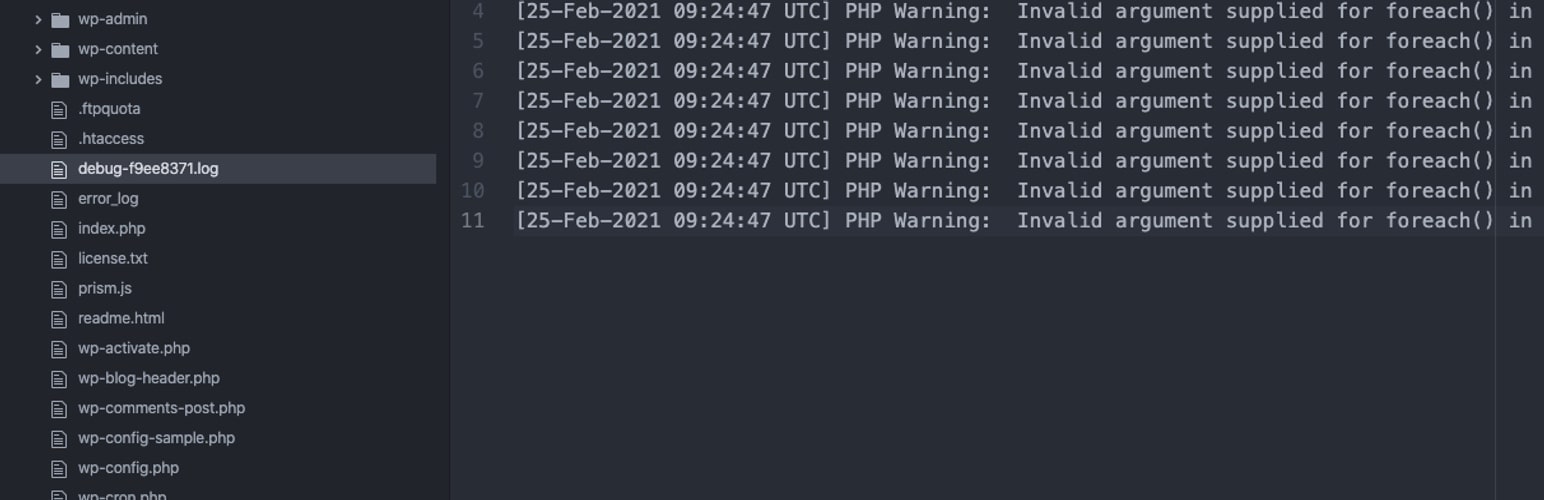 wp-admin
wp-content
wp-includes
.ftpquota
.htaccess
debug-f9ee8371.log
error_log
index.php
license.txt
prism.js
readme.html
wp-activate.php
wp-blog-header.php
wp-comments-post.php
wp-config-sample.php
wp-config.php
wp-cron.php
4 [25-Feb-2021 09:24:47 UTC] PHP Warning:  Invalid argument supplied for foreach() in
5 [25-Feb-2021 09:24:47 UTC] PHP Warning:  Invalid argument supplied for foreach() in
6 [25-Feb-2021 09:24:47 UTC] PHP Warning:  Invalid argument supplied for foreach() in
7 [25-Feb-2021 09:24:47 UTC] PHP Warning:  Invalid argument supplied for foreach() in
8 [25-Feb-2021 09:24:47 UTC] PHP Warning:  Invalid argument supplied for foreach() in
9 [25-Feb-2021 09:24:47 UTC] PHP Warning:  Invalid argument supplied for foreach() in
10 [25-Feb-2021 09:24:47 UTC] PHP Warning:  Invalid argument supplied for foreach() in
11 [25-Feb-2021 09:24:47 UTC] PHP Warning:  Invalid argument supplied for foreach() in